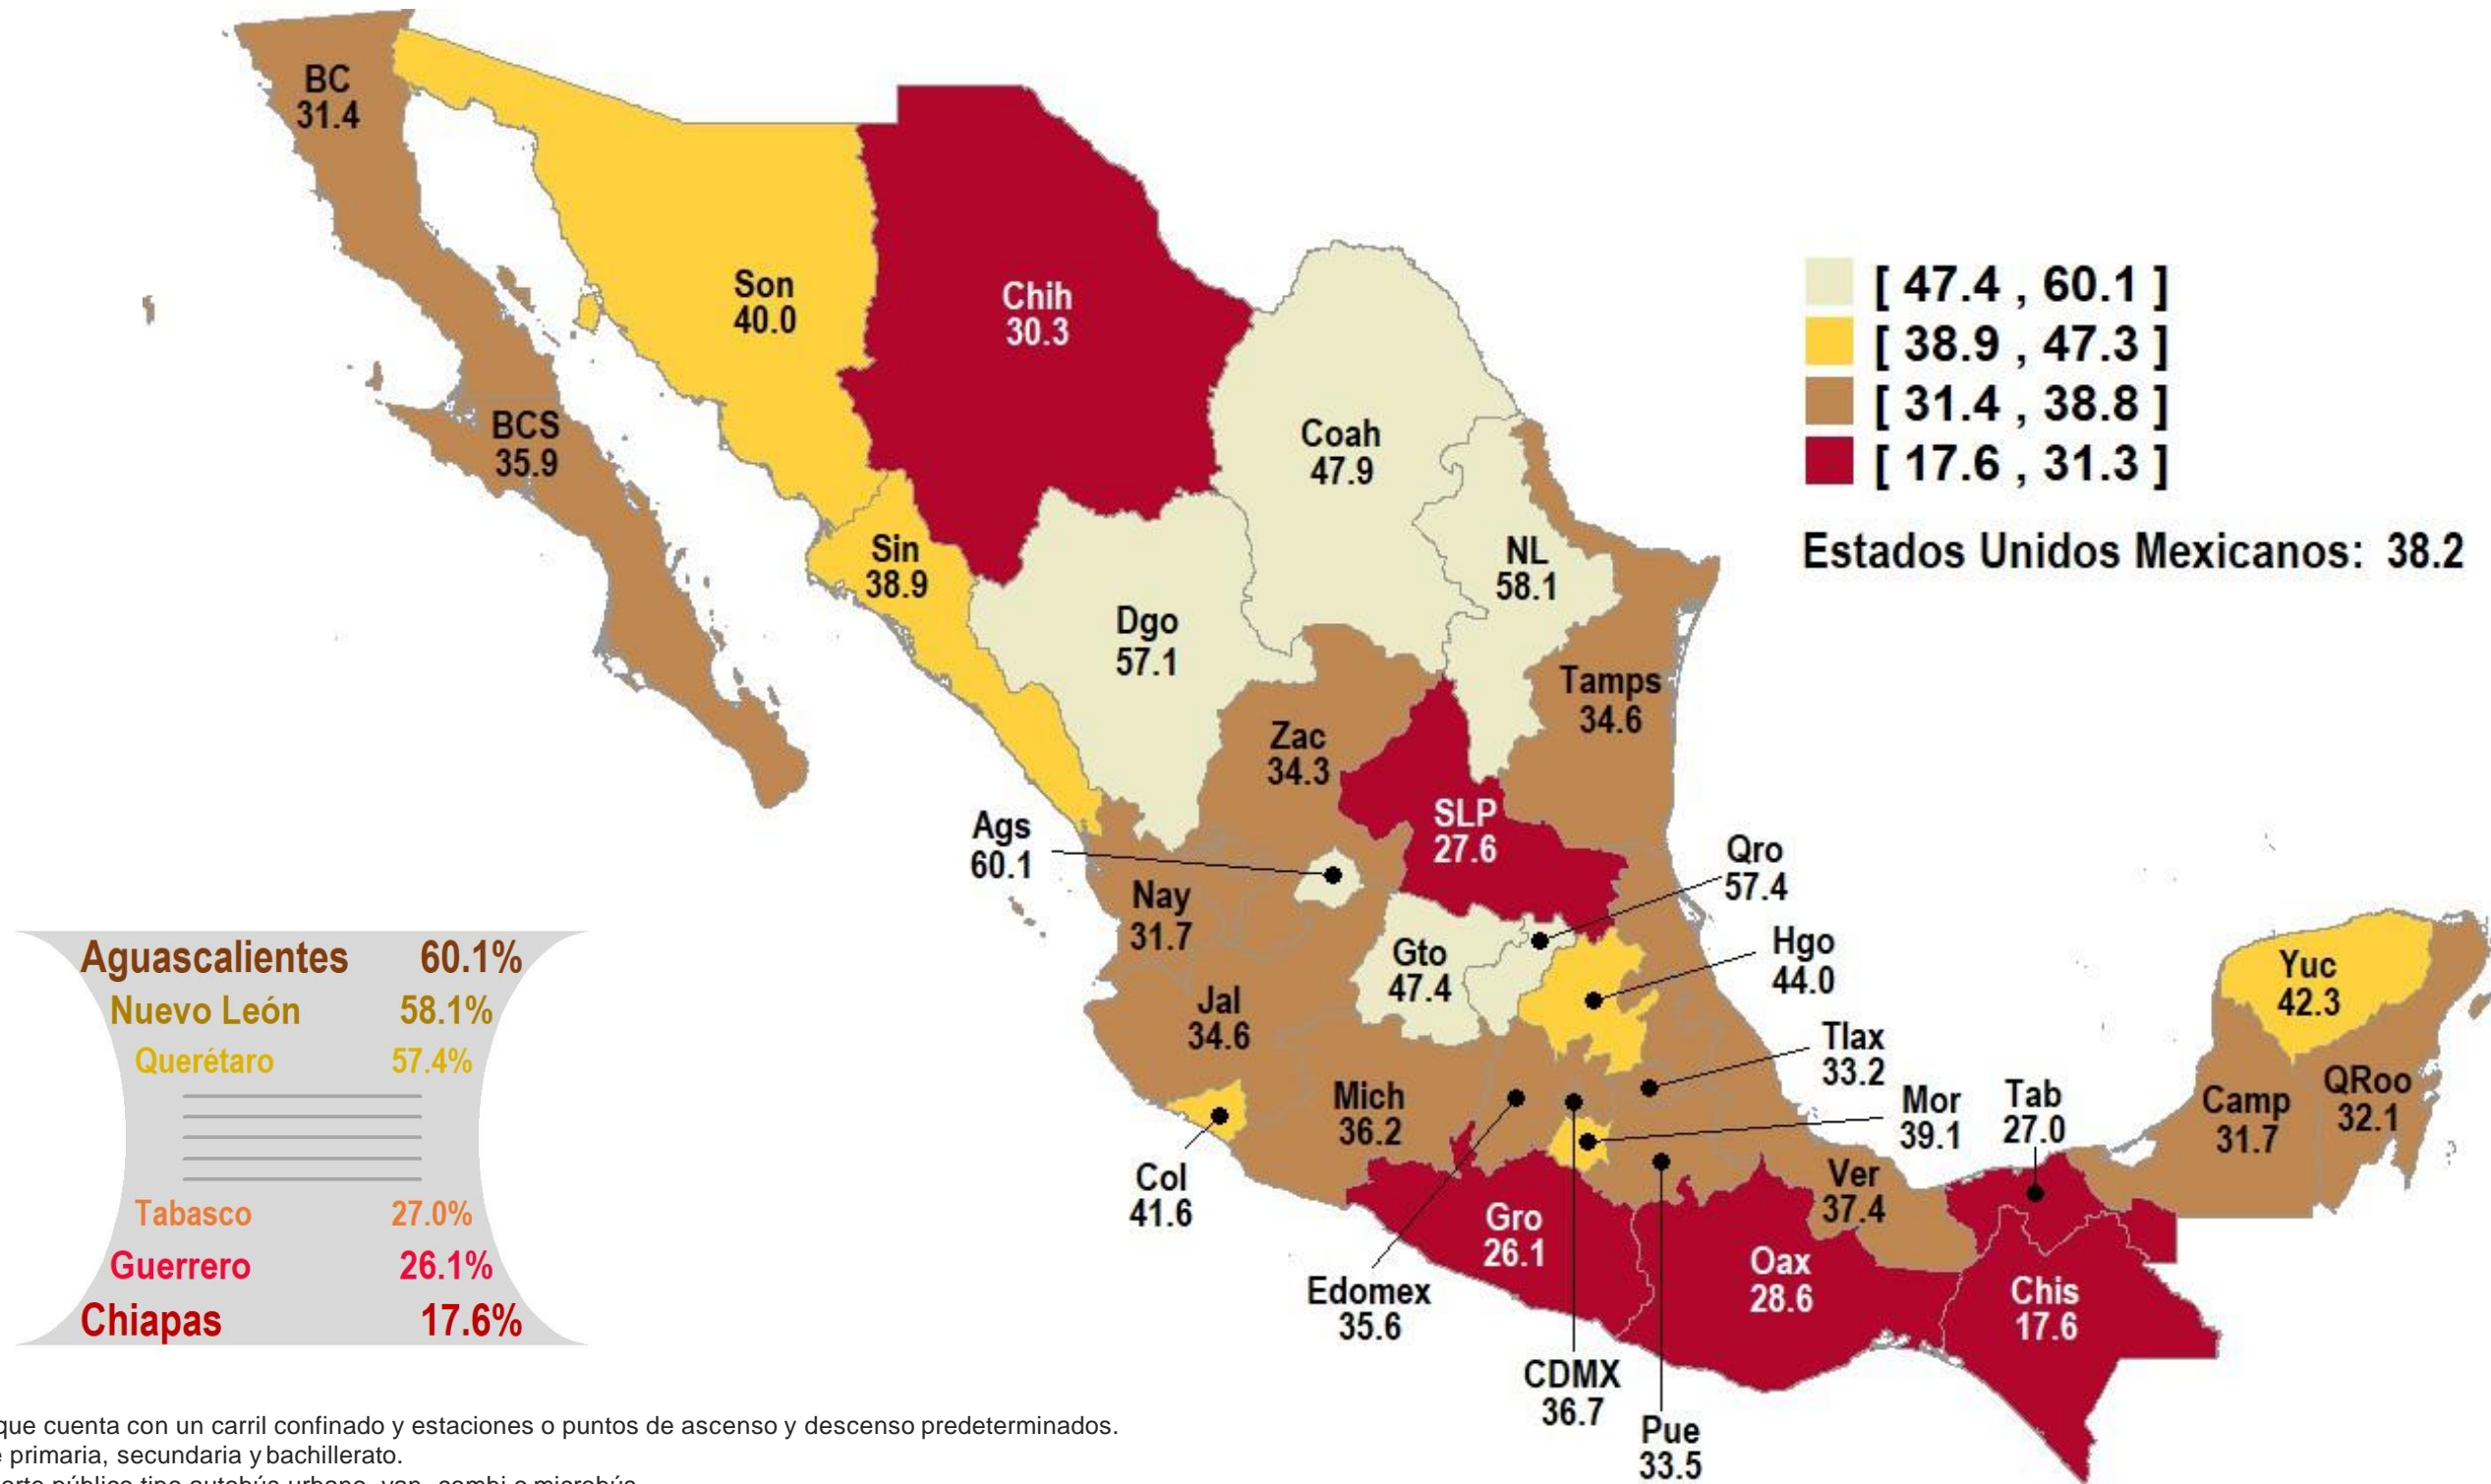 BC
31.4
Son
40.0
Chih
30.3
BCS
35.9
Coah
47.9
Sin
38.9
NL
58.1
Dgo
57.1
Tamps
34.6
Zac
34.3
SLP
27.6
Ags
60.1
Qro
57.4
Nay
31.7
Gto
47.4
Hgo
44.0
Yuc
42.3
Jal
34.6
Tlax
33.2
Mich
36.2
Mor
39.1
Tab
27.0
Camp
31.7
QRoo
32.1
Col
41.6
Ver
37.4
Gro
26.1
Oax
28.6
Chis
17.6
Edomex
35.6
CDMX
36.7
Pue
33.5
[ 47.4 , 60.1 ]
[ 38.9 , 47.3 ]
[ 31.4 , 38.8 ]
[ 17.6 , 31.3 ]
Estados Unidos Mexicanos: 38.2
Aguascalientes 60.1%
Nuevo León 58.1%
Querétaro 57.4%
Tabasco 27.0%
Guerrero 26.1%
Chiapas 17.6%
que cuenta con un carril confinado y estaciones o puntos de ascenso y descenso predeterminados.
primaria, secundaria y bachillerato.
público tipo autobús urbano, van, combi o microbús